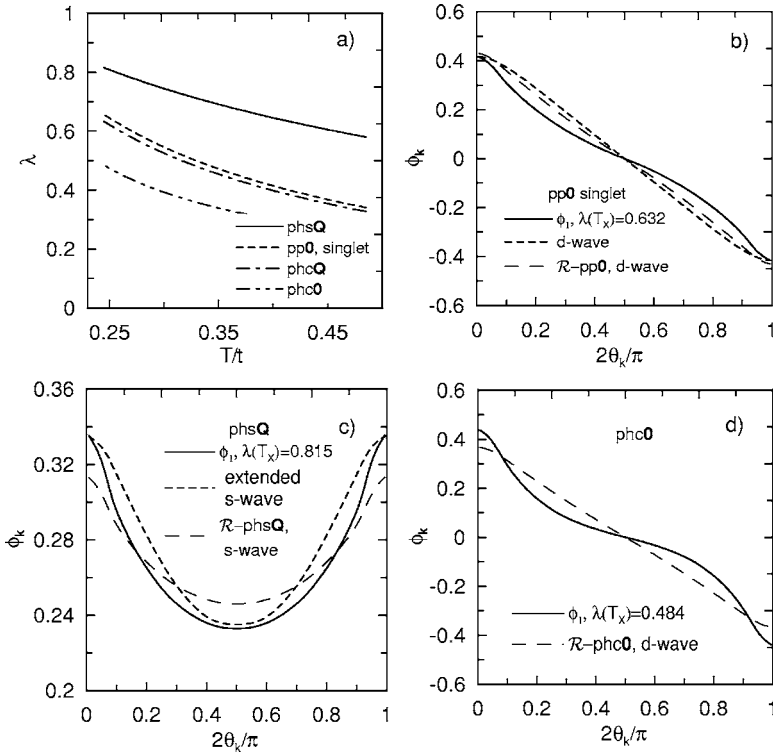 a)
1
0.8
0.6
0.4
0.2
0
λ
0.25 0.35 0.45
T/t
phsQ
pp0, singlet
phcQ
phc0
b)
0.6
0.4
0.2
0
-0.2
-0.4
-0.6
ϕk
0 0.2 0.4 0.6 0.8 1
2θk/π
pp0 singlet
ϕ1, λ(TX)=0.632
d-wave
R-pp0, d-wave
c)
0.36
0.32
0.28
0.24
0.2
ϕk
0 0.2 0.4 0.6 0.8 1
2θk/π
phsQ
ϕ1, λ(TX)=0.815
extended
s-wave
R-phsQ,
s-wave
d)
0.6
0.4
0.2
0
-0.2
-0.4
-0.6
ϕk
0 0.2 0.4 0.6 0.8 1
2θk/π
phc0
ϕ1, λ(TX)=0.484
R-phc0, d-wave